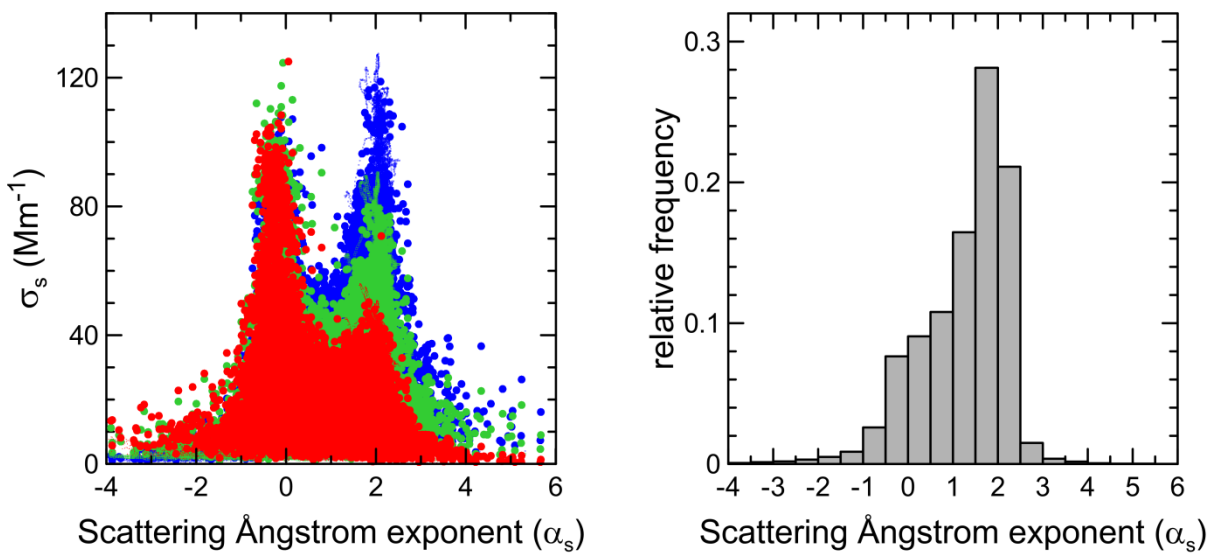 σs (Mm-1)
120
80
40
0
-4 -2 0 2 4 6
Scattering Ångstrom exponent (αs)
relative frequency
0.3
0.2
0.1
0
-4 -3 -2 -1 0 1 2 3 4 5 6
Scattering Ångstrom exponent (αs)